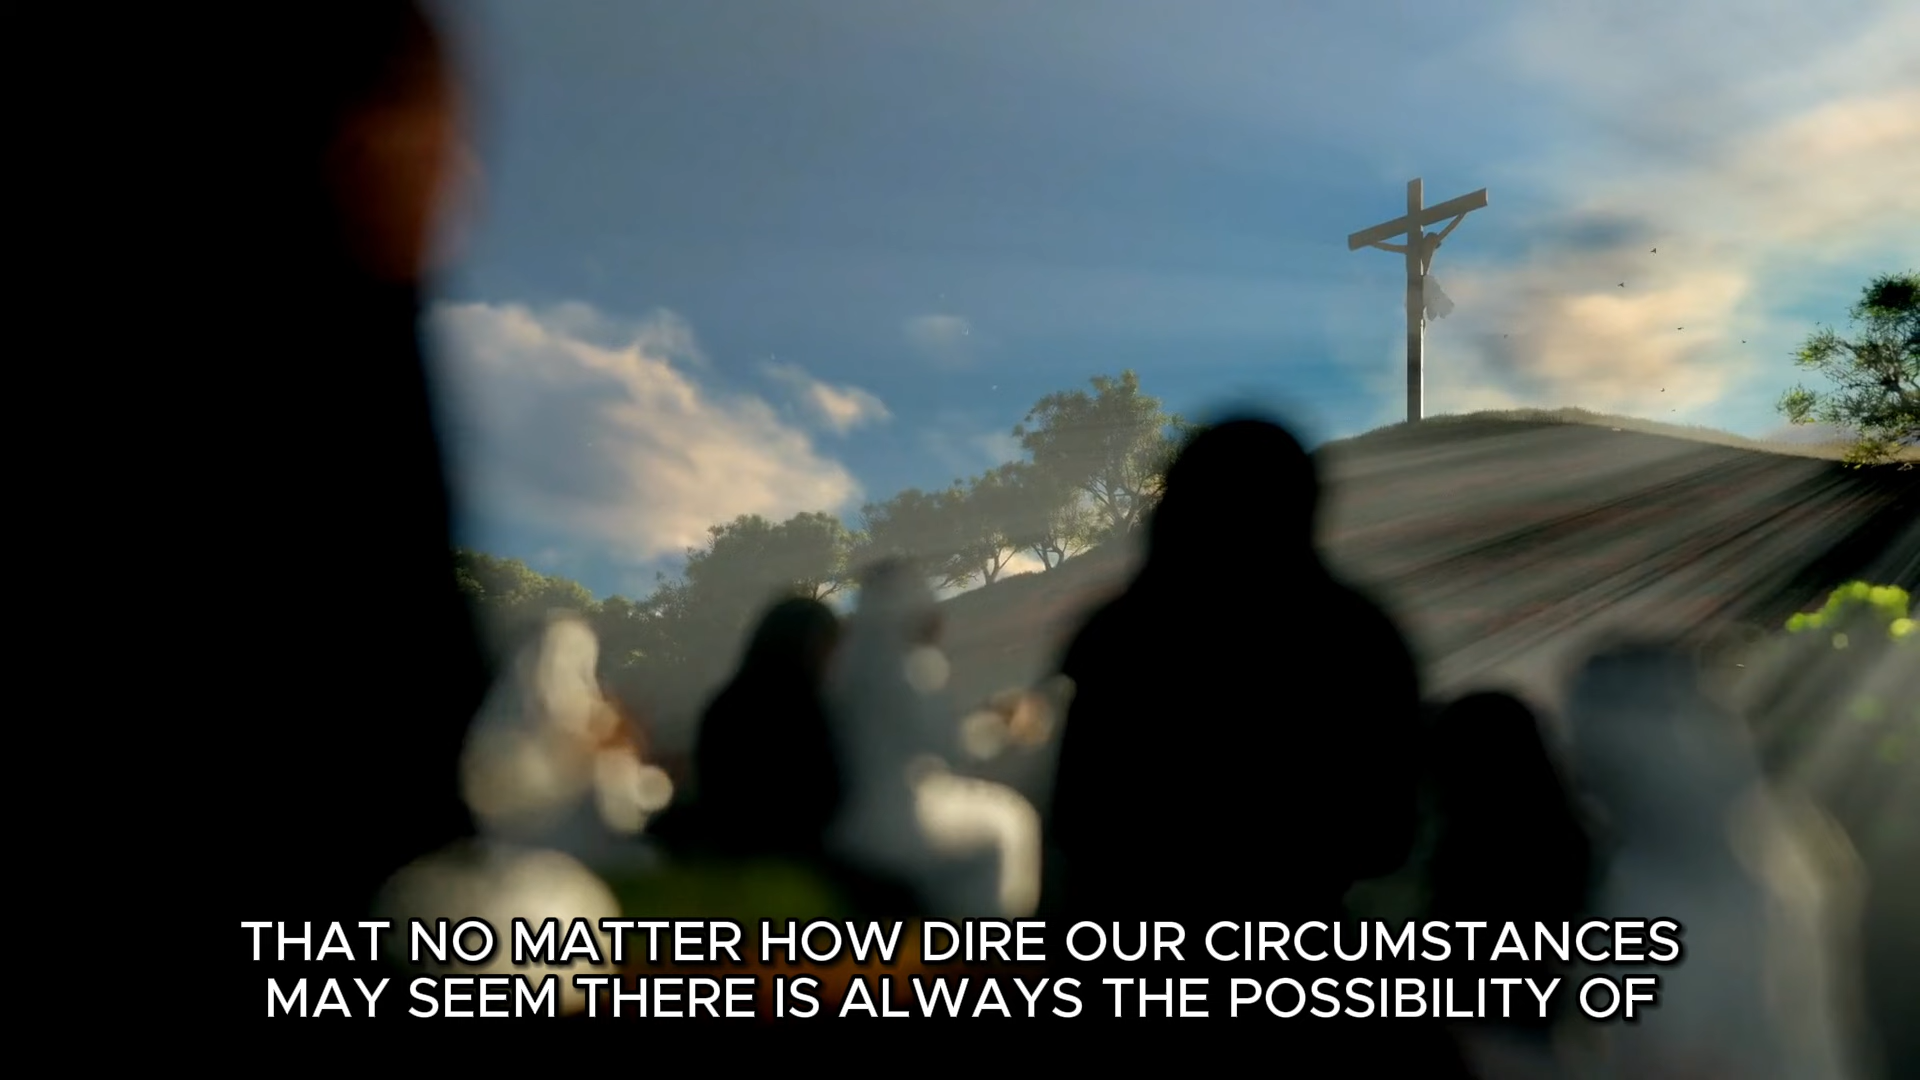 THAT NO MATTER HOW DIRE OUR CIRCUMSTANCES
MAY SEEM THERE IS ALWAYS THE POSSIBILITY OF